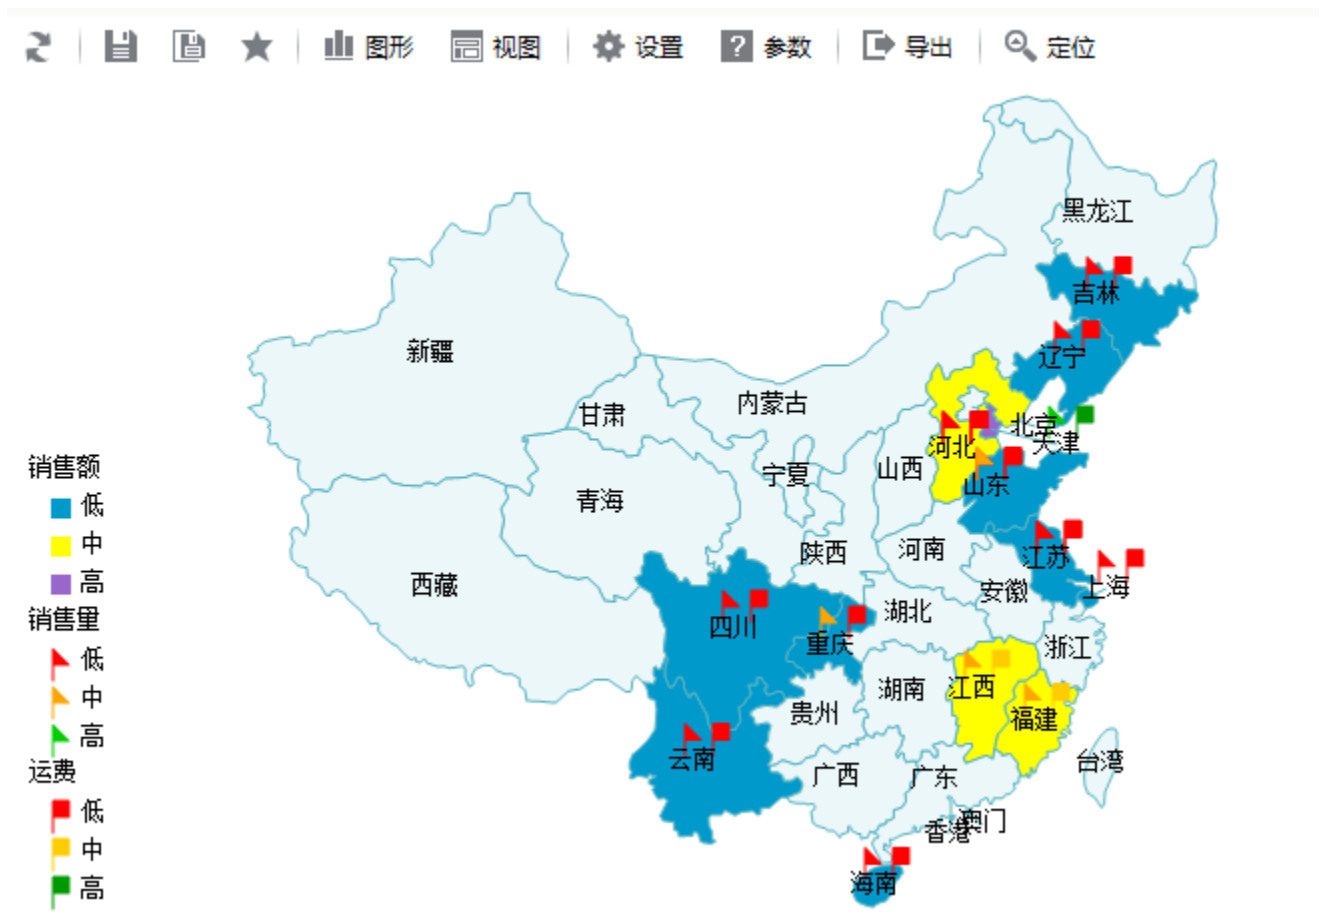 图形 视图 设置 参数 导出 定位
黑龙江
吉林
新疆
辽宁
内蒙古
甘肃
北京
天津
河北
山西
宁夏
山东
青海
销售额
低
中
高
销售量
低
中
高
运费
低
中
高
陕西
河南
江苏
西藏
安徽
上海
湖北
四川
重庆
浙江
湖南
江西
贵州
福建
云南
台湾
广西
广东
香港
澳门
海南